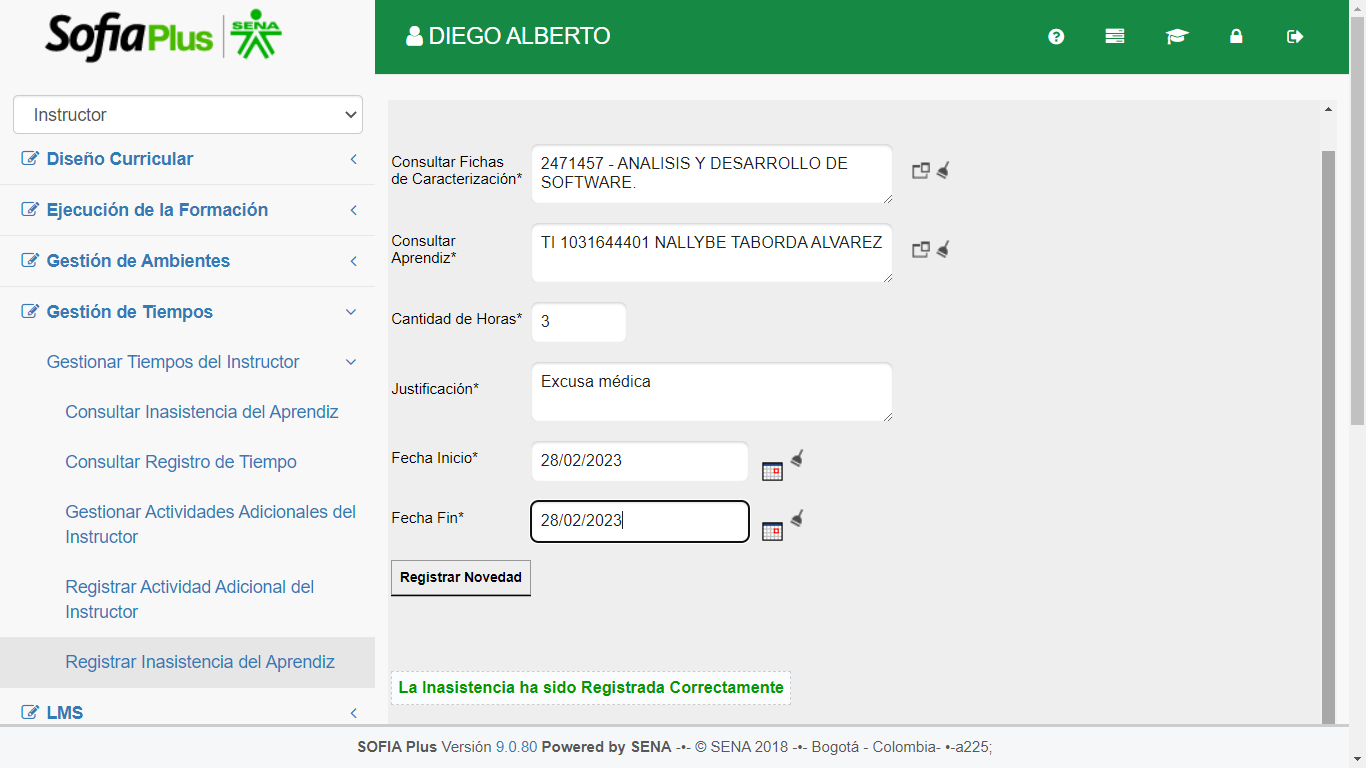 SofiaPlus
SENA
DIEGO ALBERTO
Instructor
Diseño Curricular
Ejecución de la Formación
Gestión de Ambientes
Gestión de Tiempos
Gestionar Tiempos del Instructor
Consultar Inasistencia del Aprendiz
Consultar Registro de Tiempo
Gestionar Actividades Adicionales del
Instructor
Registrar Actividad Adicional del
Instructor
Registrar Inasistencia del Aprendiz
LMS
Consultar Fichas
de Caracterización*
2471457 - ANALISIS Y DESARROLLO DE
SOFTWARE.
Consultar
Aprendiz*
TI 1031644401 NALLYBE TABORDA ALVAREZ
Cantidad de Horas*
3
Justificación*
Excusa médica
Fecha Inicio*
28/02/2023
Fecha Fin*
28/02/2023
Registrar Novedad
La Inasistencia ha sido Registrada Correctamente
SOFIA Plus Versión 9.0.80 Powered by SENA -•- © SENA 2018 -•- Bogotá - Colombia- •-a225;